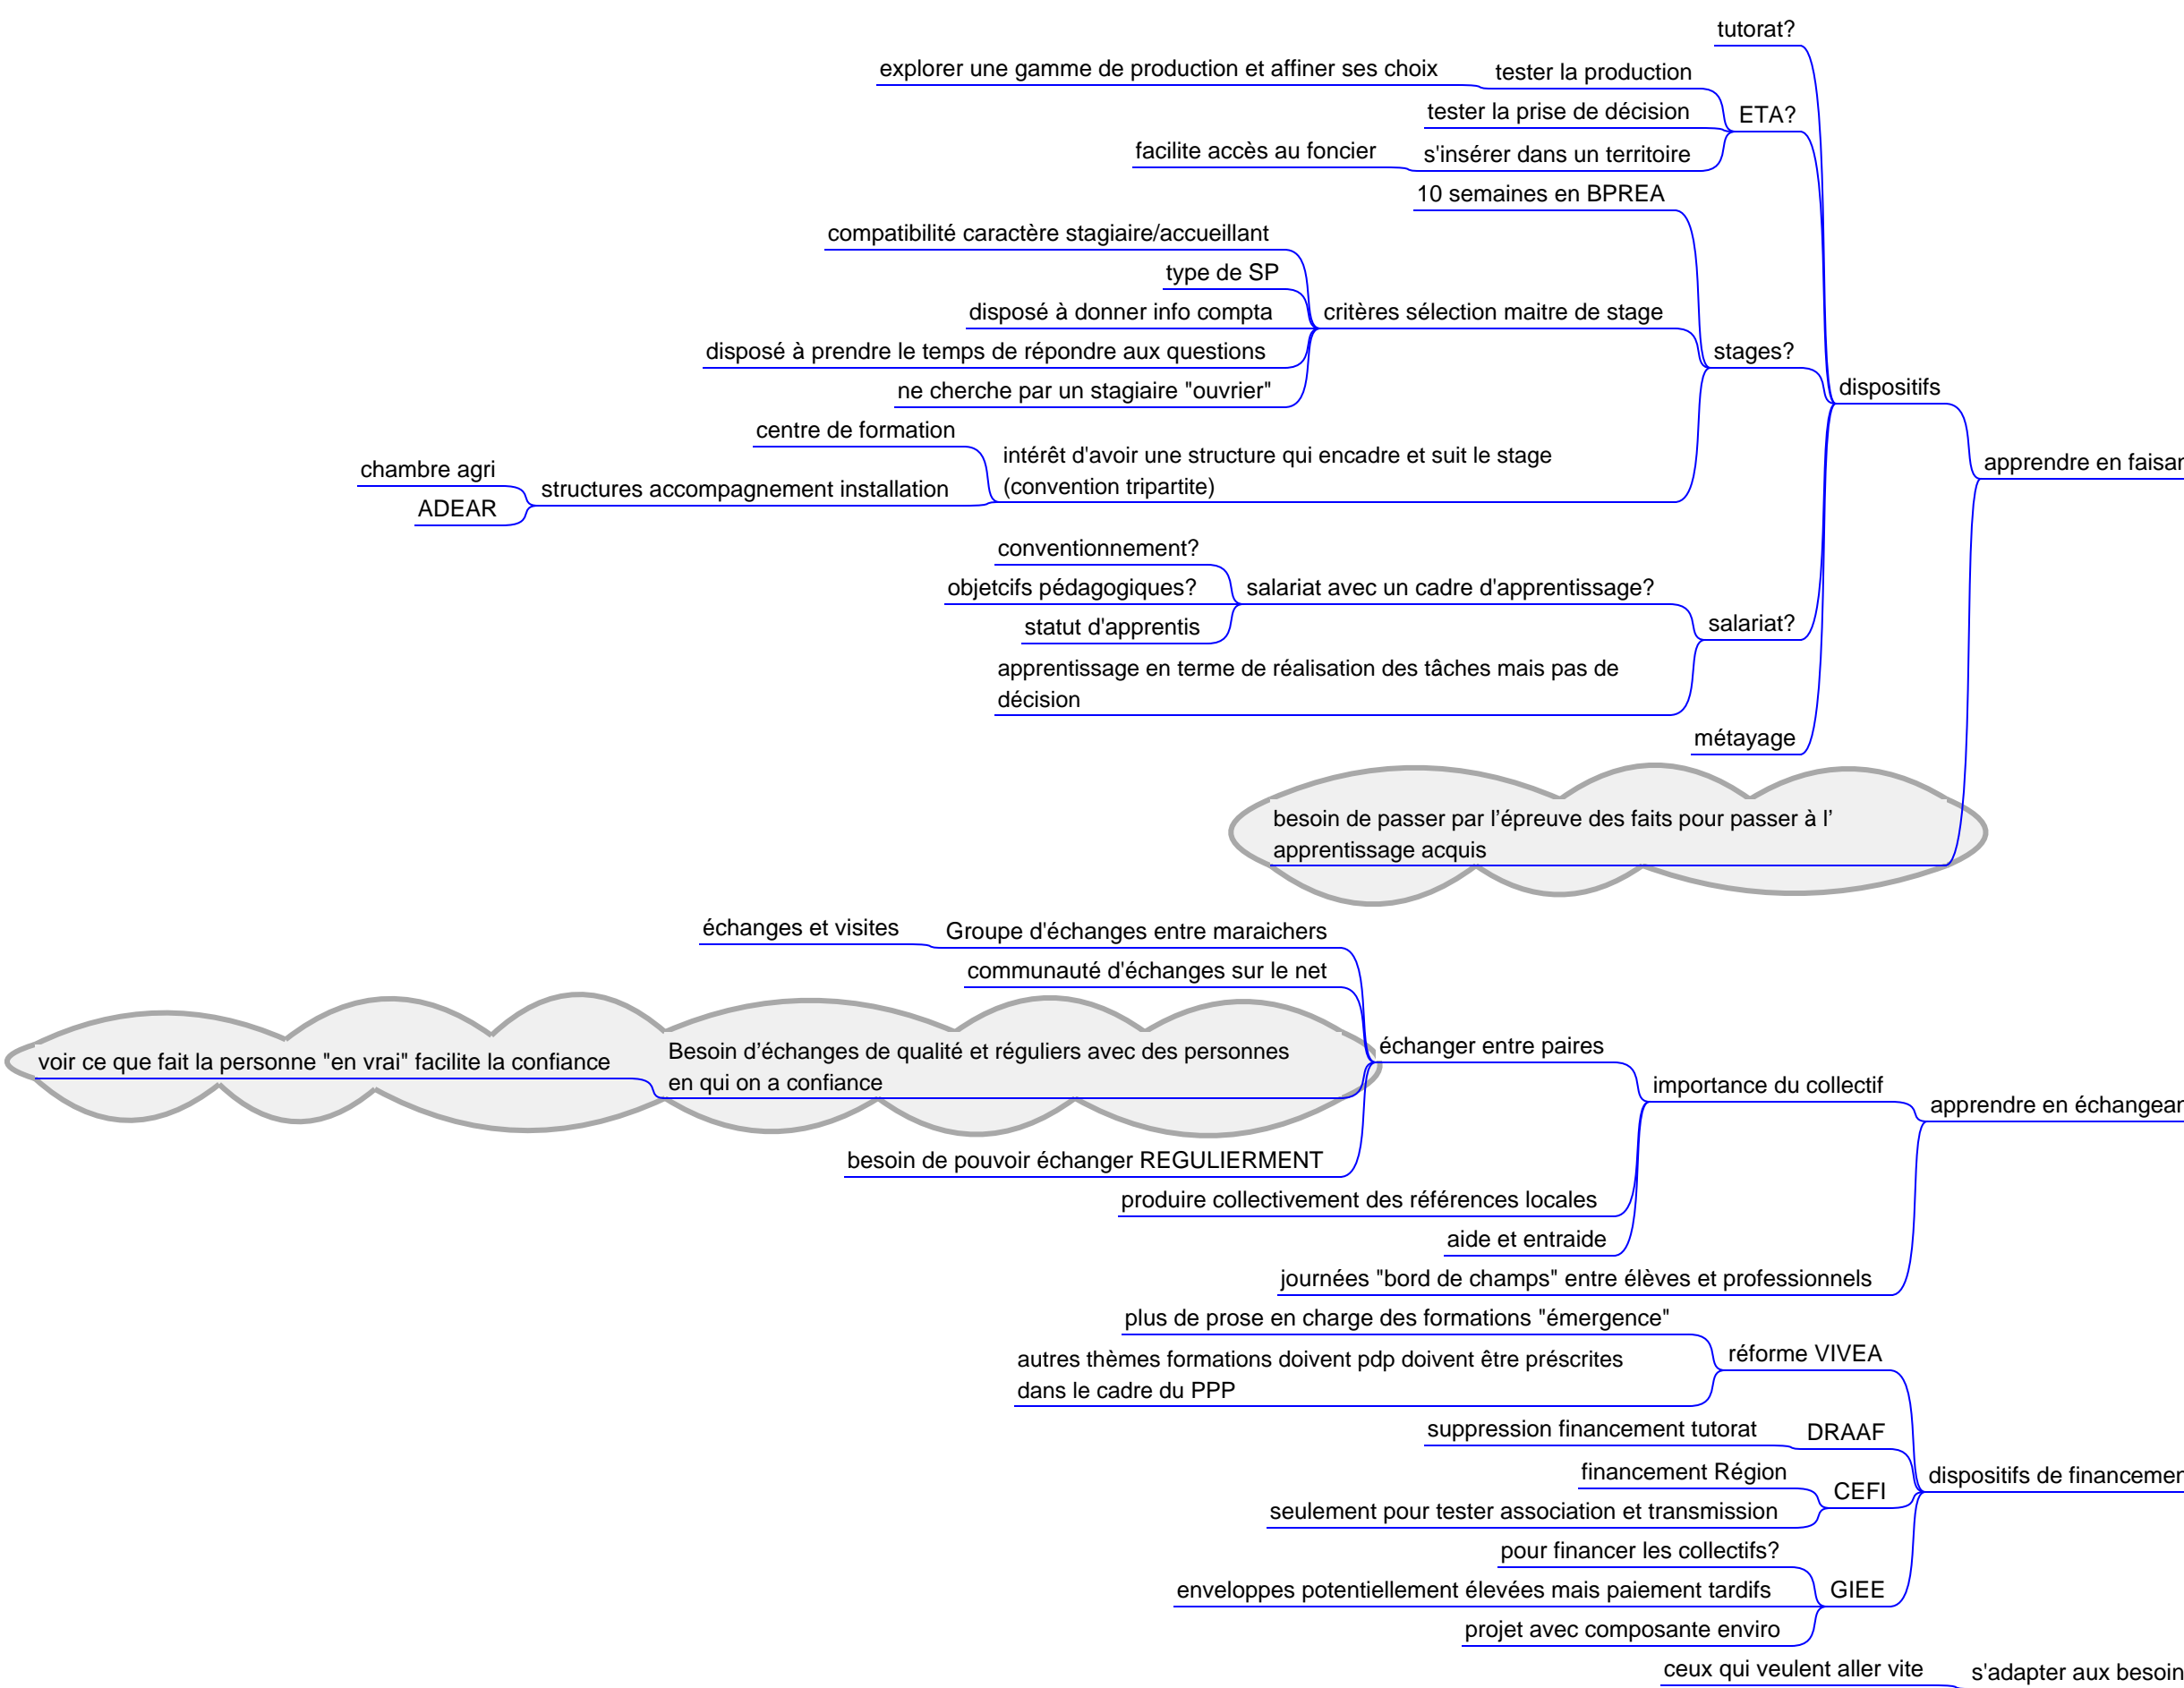 tutorat?
explorer une gamme de production et affiner ses choix
tester la production
tester la prise de décision
ETA?
facilite accès au foncier
s'insérer dans un territoire
10 semaines en BPREA
compatibilité caractère stagiaire/accueillant
type de SP
disposé à donner info compta
critères sélection maitre de stage
disposé à prendre le temps de répondre aux questions
stages?
ne cherche par un stagiaire "ouvrier"
dispositifs
centre de formation
intérêt d'avoir une structure qui encadre et suit le stage
(convention tripartite)
chambre agri
structures accompagnement installation
ADEAR
apprendre en faisan
conventionnement?
objetcifs pédagogiques?
salariat avec un cadre d'apprentissage?
statut d'apprentis
salariat?
apprentissage en terme de réalisation des tâches mais pas de
décision
métayage
besoin de passer par l’épreuve des faits pour passer à l’
apprentissage acquis
échanges et visites
Groupe d'échanges entre maraichers
communauté d'échanges sur le net
voir ce que fait la personne "en vrai" facilite la confiance
Besoin d’échanges de qualité et réguliers avec des personnes
en qui on a confiance
échanger entre paires
importance du collectif
apprendre en échangean
besoin de pouvoir échanger REGULIERMENT
produire collectivement des références locales
aide et entraide
journées "bord de champs" entre élèves et professionnels
plus de prose en charge des formations "émergence"
réforme VIVEA
autres thèmes formations doivent pdp doivent être préscrites
dans le cadre du PPP
suppression financement tutorat
DRAAF
financement Région
CEFI
dispositifs de financemen
seulement pour tester association et transmission
pour financer les collectifs?
enveloppes potentiellement élevées mais paiement tardifs
GIEE
projet avec composante enviro
ceux qui veulent aller vite
s'adapter aux besoin